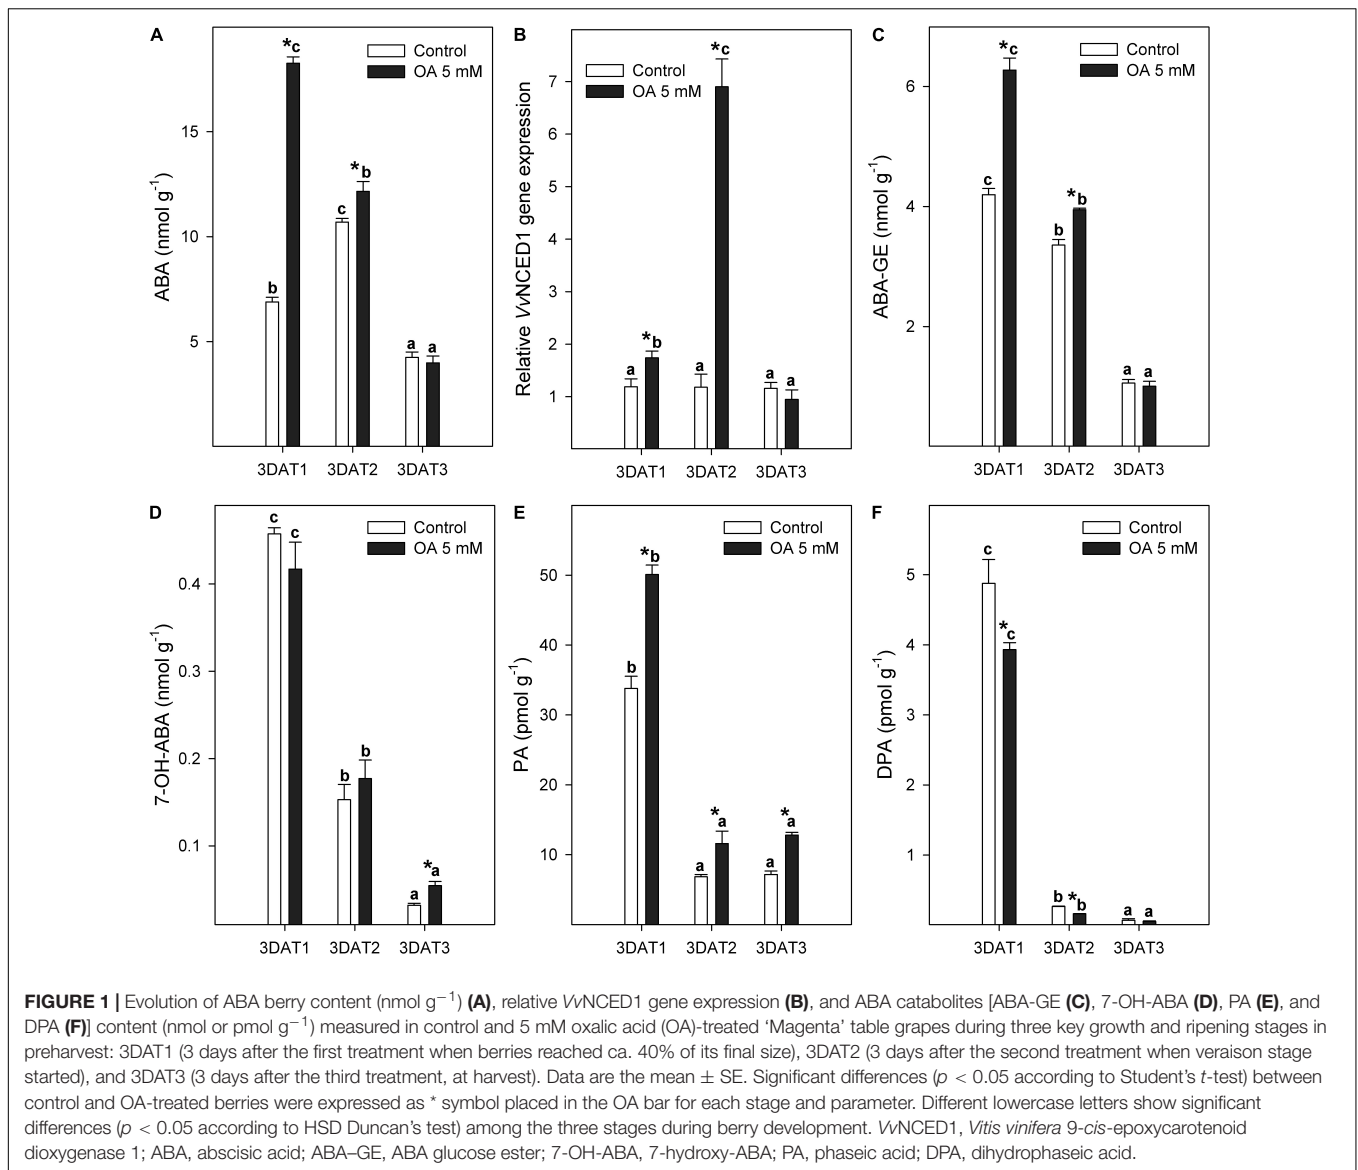 A
*c
Control
OA 5 mM
15
*b
c
ABA (nmol g-1)
10
b
5
a a
3DAT1 3DAT2 3DAT3
B
*c
Control
OA 5 mM
7
6
5
4
3
2
1
Relative VvNCED1 gene expression
a *b a a a
3DAT1 3DAT2 3DAT3
C
*c
Control
OA 5 mM
6
c
4
*b
b
ABA-GE (nmol g-1)
2
a a
3DAT1 3DAT2 3DAT3
D
c c
Control
OA 5 mM
0.4
0.3
7-OH-ABA (nmol g-1)
0.2
b b
0.1
a *a
3DAT1 3DAT2 3DAT3
E
*b
Control
OA 5 mM
50
40
b
30
PA (pmol g-1)
20
10
a *a a *a
3DAT1 3DAT2 3DAT3
F
c
Control
OA 5 mM
5
*c
4
3
DPA (pmol g-1)
2
1
b *b a a
3DAT1 3DAT2 3DAT3
FIGURE 1 | Evolution of ABA berry content (nmol g−1) (A), relative VvNCED1 gene expression (B), and ABA catabolites [ABA-GE (C), 7-OH-ABA (D), PA (E), and
DPA (F)] content (nmol or pmol g−1) measured in control and 5 mM oxalic acid (OA)-treated ‘Magenta’ table grapes during three key growth and ripening stages in
preharvest: 3DAT1 (3 days after the first treatment when berries reached ca. 40% of its final size), 3DAT2 (3 days after the second treatment when veraison stage
started), and 3DAT3 (3 days after the third treatment, at harvest). Data are the mean ± SE. Significant differences (p < 0.05 according to Student’s t-test) between
control and OA-treated berries were expressed as * symbol placed in the OA bar for each stage and parameter. Different lowercase letters show significant
differences (p < 0.05 according to HSD Duncan’s test) among the three stages during berry development. VvNCED1, Vitis vinifera 9-cis-epoxycarotenoid
dioxygenase 1; ABA, abscisic acid; ABA–GE, ABA glucose ester; 7-OH-ABA, 7-hydroxy-ABA; PA, phaseic acid; DPA, dihydrophaseic acid.